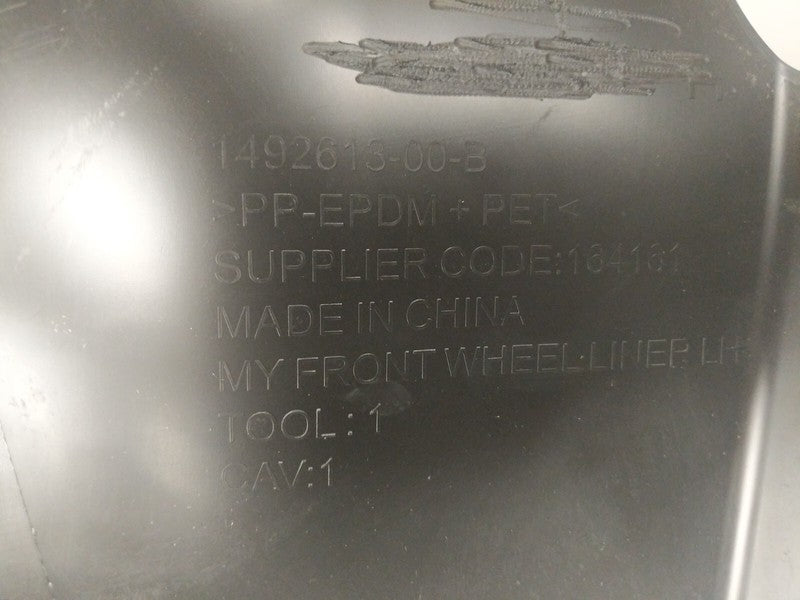 1492613-00-B
>PP-EPDM + PET<
SUPPLIER CODE:164161
MADE IN CHINA
MY FRONT WHEEL LINER LH
TOOL: 1
CAV:1